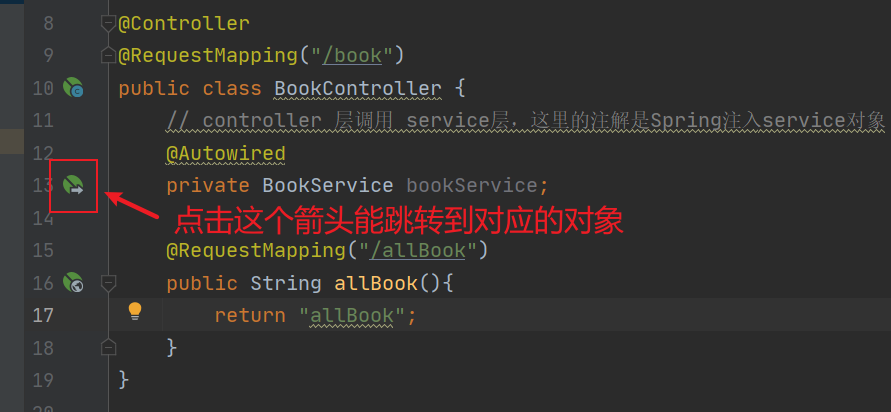 8 @Controller
9 @RequestMapping("/book")
10 public class BookController {
11 // controller 层调用 service层，这里的注解是Spring注入service对象
12 @Autowired
13 private BookService bookService;
点击这个箭头能跳转到对应的对象
14
15 @RequestMapping("/allBook")
16 public String allBook(){
17 return "allBook";
18 }
19 }